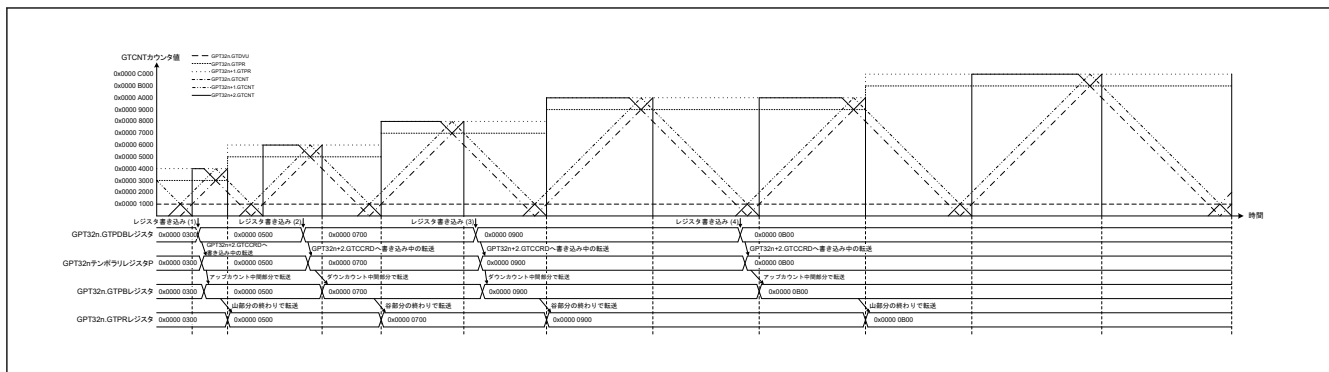 GTCNTカウンタ値
GPT32n.GTDVU
GPT32n.GTPR
GPT32n+1.GTPR
GPT32n.GTCNT
GPT32n+1.GTCNT
GPT32n+2.GTCNT
0x0000 C000
0x0000 B000
0x0000 A000
0x0000 9000
0x0000 8000
0x0000 7000
0x0000 6000
0x0000 5000
0x0000 4000
0x0000 3000
0x0000 2000
0x0000 1000
時間
レジスタ書き込み (1) レジスタ書き込み (2) レジスタ書き込み (3) レジスタ書き込み (4)
GPT32n.GTPDBレジスタ 0x0000 0300 0x0000 0500 0x0000 0700 0x0000 0900 0x0000 0B00
GPT32n+2.GTCCRDへ
書き込み中の転送
GPT32n+2.GTCCRDへ書き込み中の転送 GPT32n+2.GTCCRDへ書き込み中の転送 GPT32n+2.GTCCRDへ書き込み中の転送
GPT32nテンポラリレジスタP 0x0000 0300 0x0000 0500 0x0000 0700 0x0000 0900 0x0000 0B00
アップカウント中間部分で転送 ダウンカウント中間部分で転送 ダウンカウント中間部分で転送 アップカウント中間部分で転送
GPT32n.GTPBレジスタ 0x0000 0300 0x0000 0500 0x0000 0700 0x0000 0900 0x0000 0B00
山部分の終わりで転送 谷部分の終わりで転送 谷部分の終わりで転送 山部分の終わりで転送
GPT32n.GTPRレジスタ 0x0000 0300 0x0000 0500 0x0000 0700 0x0000 0900 0x0000 0B00